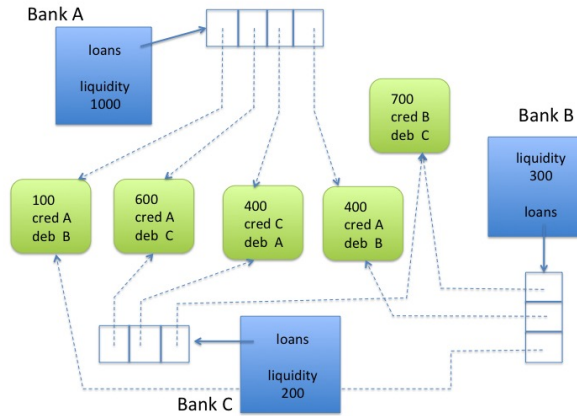 Bank A
loans
liquidity
1000
700
cred B
deb C
Bank B
liquidity
300
loans
100
cred A
deb B
600
cred A
deb C
400
cred C
deb A
400
cred A
deb B
loans
liquidity
200
Bank C